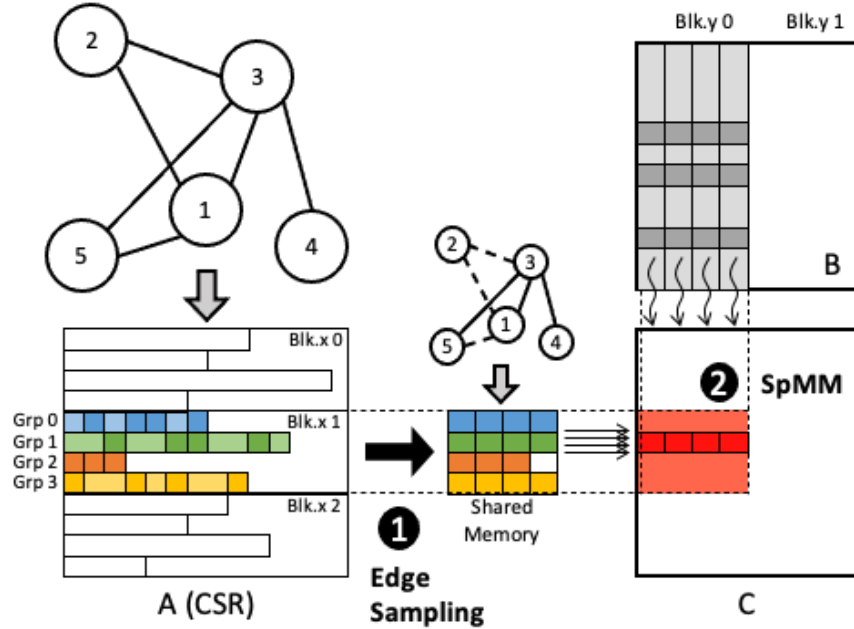 Blk.y 0
Blk.y 1
2
3
1
5
4
2
3
1
5
4
B
Blk.x 0
Grp 0
Blk.x 1
Grp 1
Grp 2
Grp 3
Blk.x 2
Shared
Memory
2 SpMM
1
Edge
Sampling
A (CSR)
C